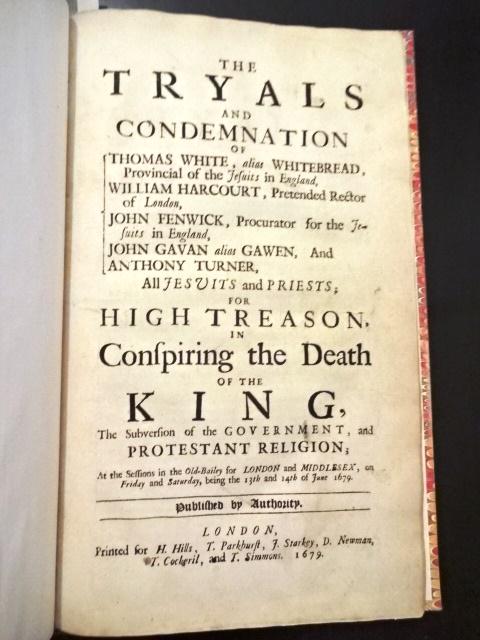 THE
TRYALS
AND
CONDEMNATION
OF
THOMAS WHITE, alias WHITEBREAD,
Provincial of the Jeſuits in England,
WILLIAM HARCOURT, Pretended Rector
of London,
JOHN FENWICK, Procurator for the Je-
ſuits in England,
JOHN GAVAN alias GAWEN, And
ANTHONY TURNER,
All JESUITS and PRIESTS;
FOR
HIGH TREASON,
IN
Conſpiring the Death
OF THE
KING,
The Subverſion of the GOVERNMENT, and
PROTESTANT RELIGION;
At the Seſſions in the Old-Bailey for LONDON and MIDDLESEX, on
Friday and Saturday, being the 13th and 14th of June 1679.
Publiſhed by Authority.
LONDON,
Printed for H. Hills, T. Parkhurſt, J. Starkey, D. Newman,
T. Cockeril, and T. Simmons. 1679.